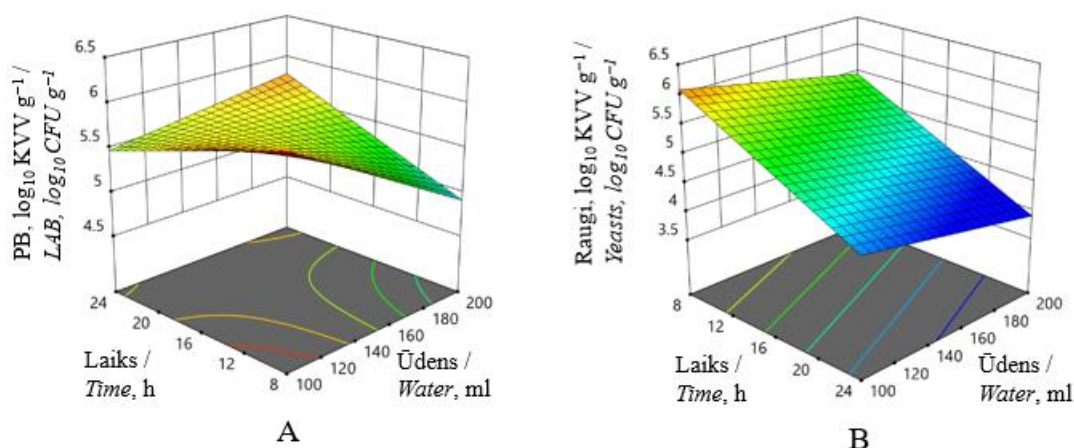 6.5
6
5.5
5
4.5
PB, log₁₀ KVV g⁻¹ /
LAB, log₁₀ CFU g⁻¹
24
20
16
12
8
Laiks /
Time, h
100
120
140
160
180
200
Ūdens /
Water, ml
A
6.5
6
5.5
5
4.5
4
3.5
Raugi, log₁₀ KVV g⁻¹ /
Yeasts, log₁₀ CFU g⁻¹
8
12
16
20
24
Laiks /
Time, h
100
120
140
160
180
200
Ūdens /
Water, ml
B